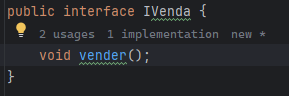 public interface IVenda {
2 usages 1 implementation new *
void vender();
}